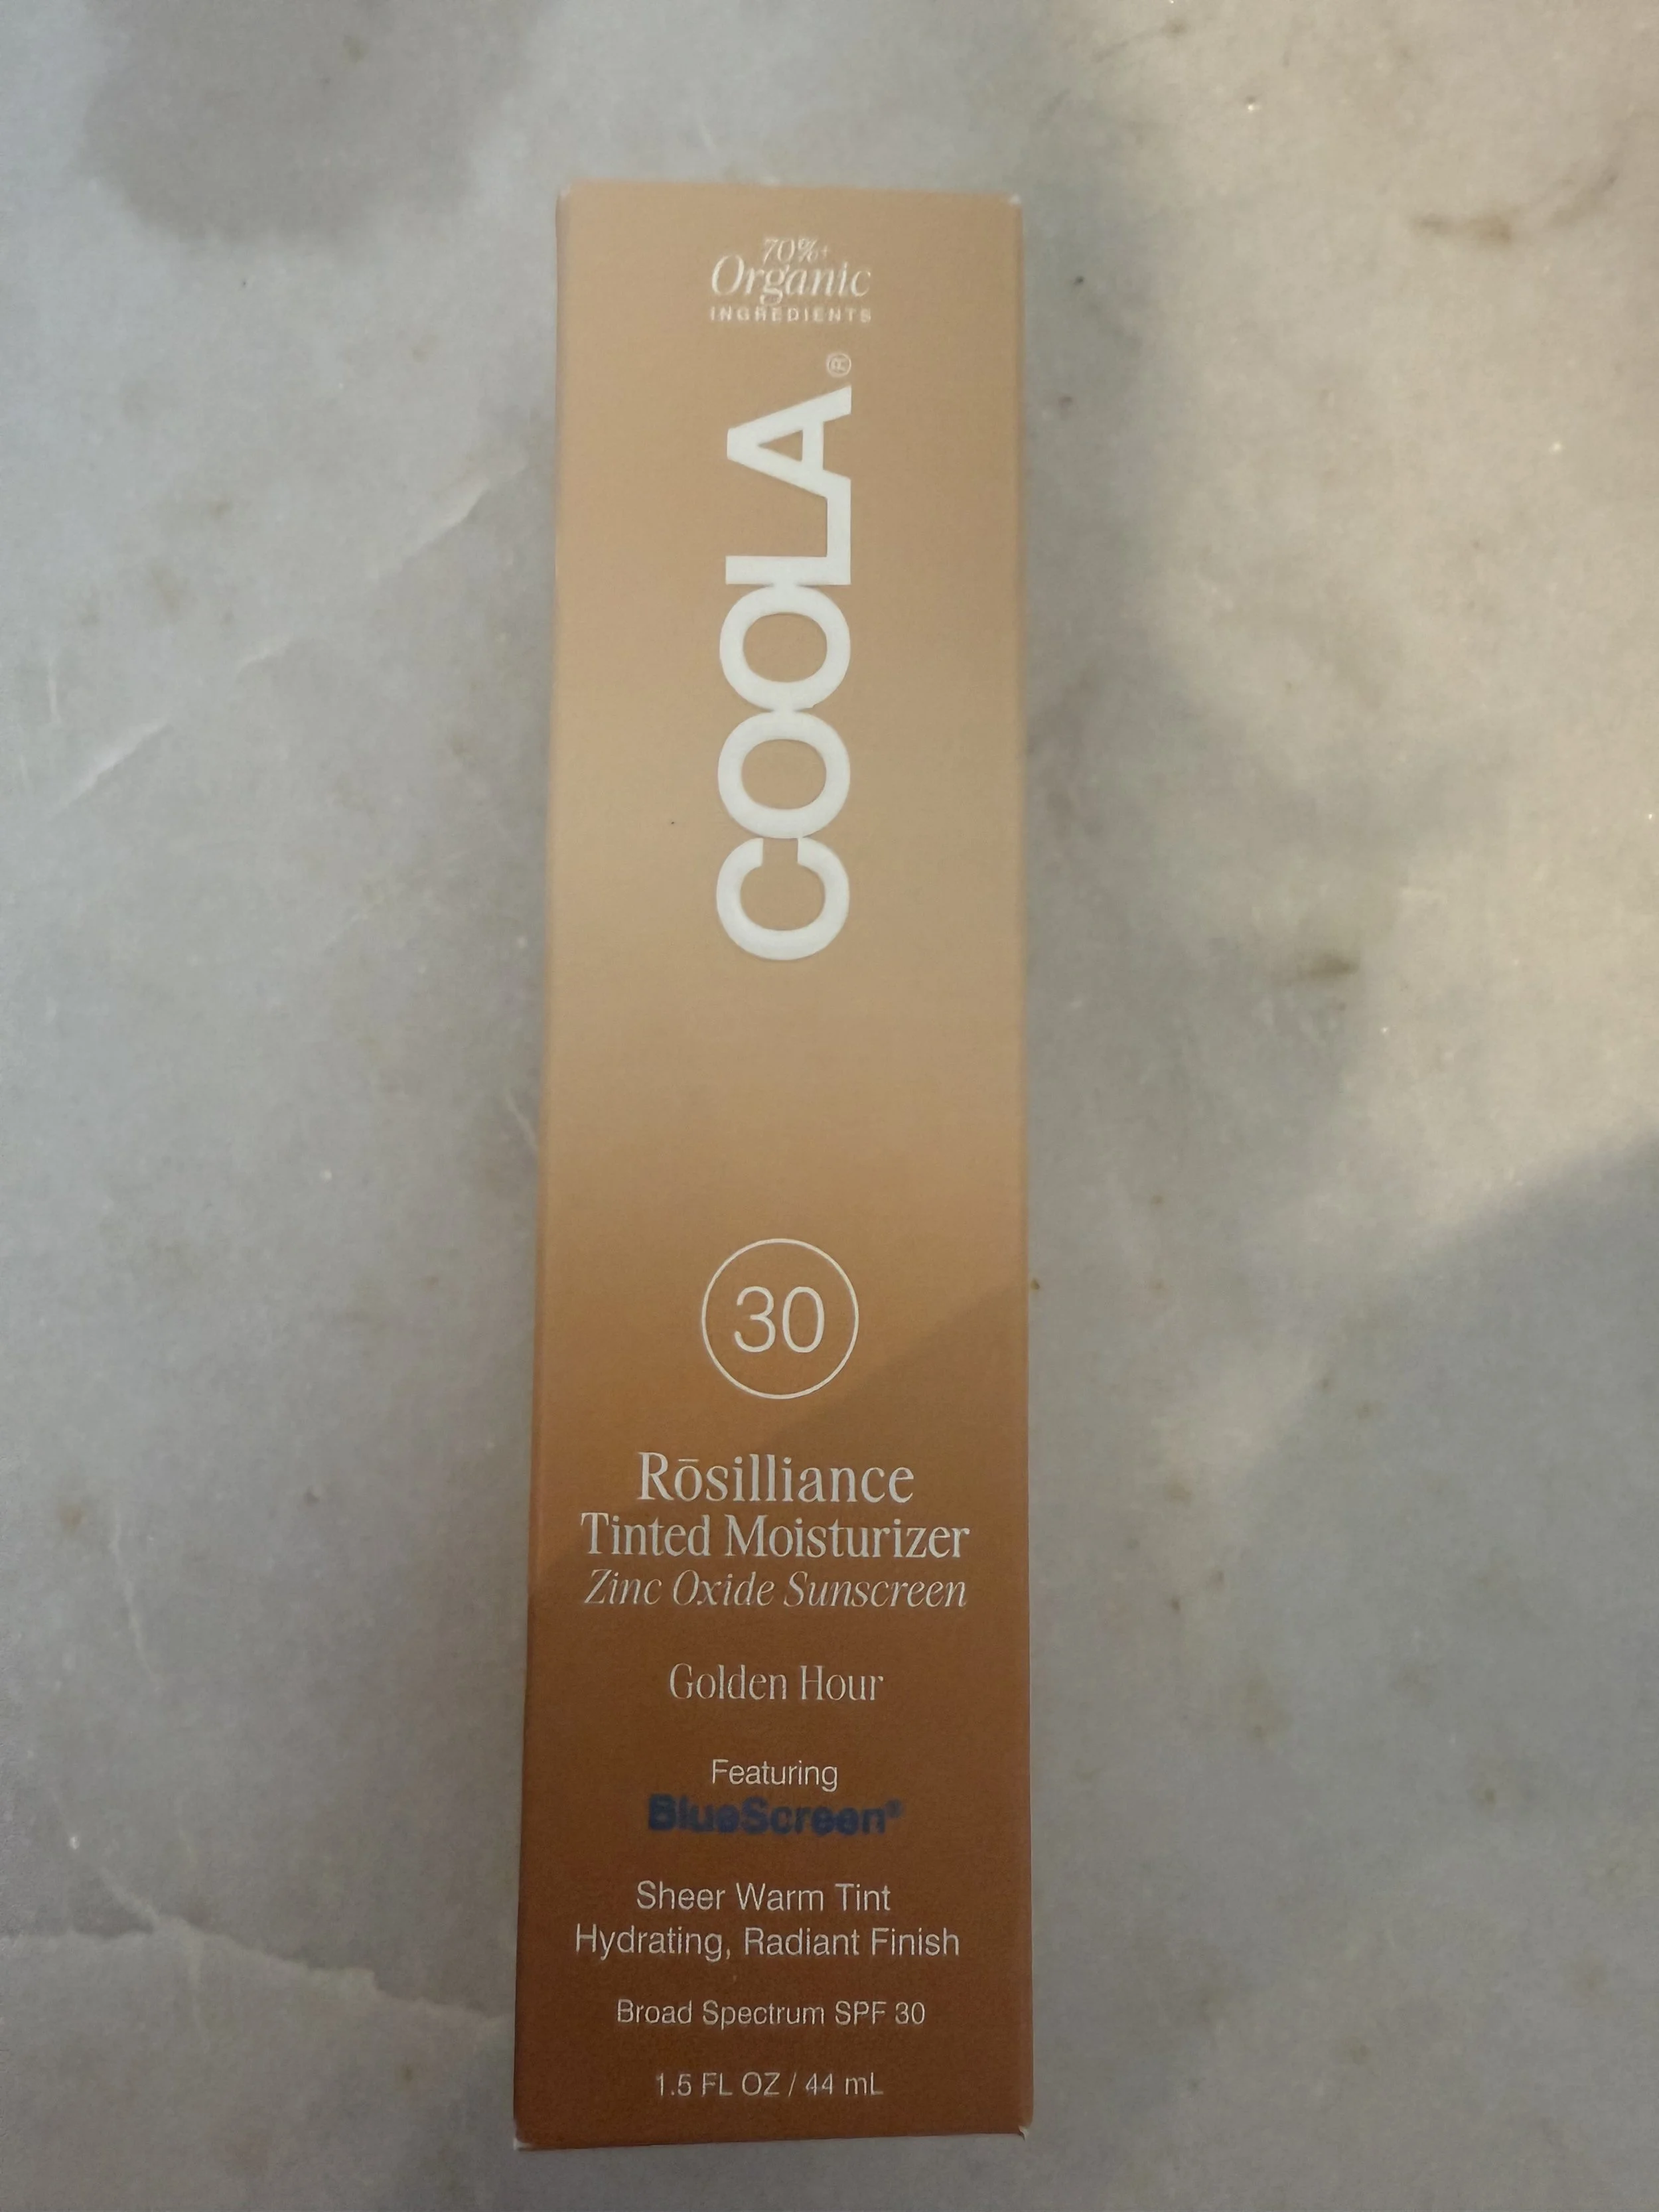 70%+
Organic
INGREDIENTS
COOLA®
30
Rōsilliance
Tinted Moisturizer
Zinc Oxide Sunscreen
Golden Hour
Featuring
BlueScreen®
Sheer Warm Tint
Hydrating, Radiant Finish
Broad Spectrum SPF 30
1.5 FL OZ / 44 mL